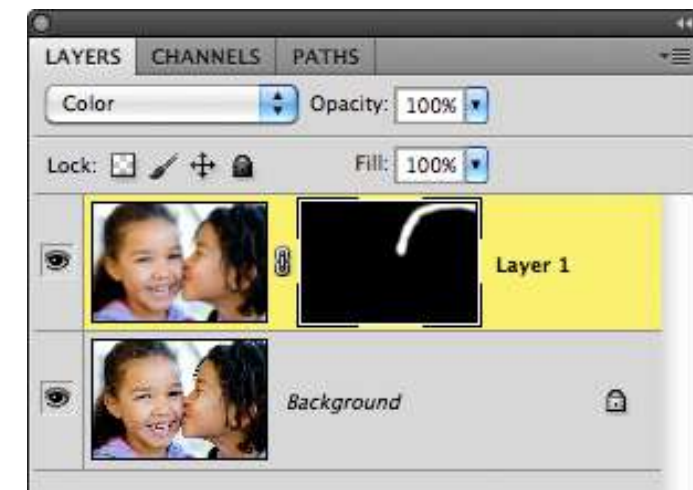 LAYERS CHANNELS PATHS
Color Opacity: 100%
Lock: Fill: 100%
Layer 1
Background